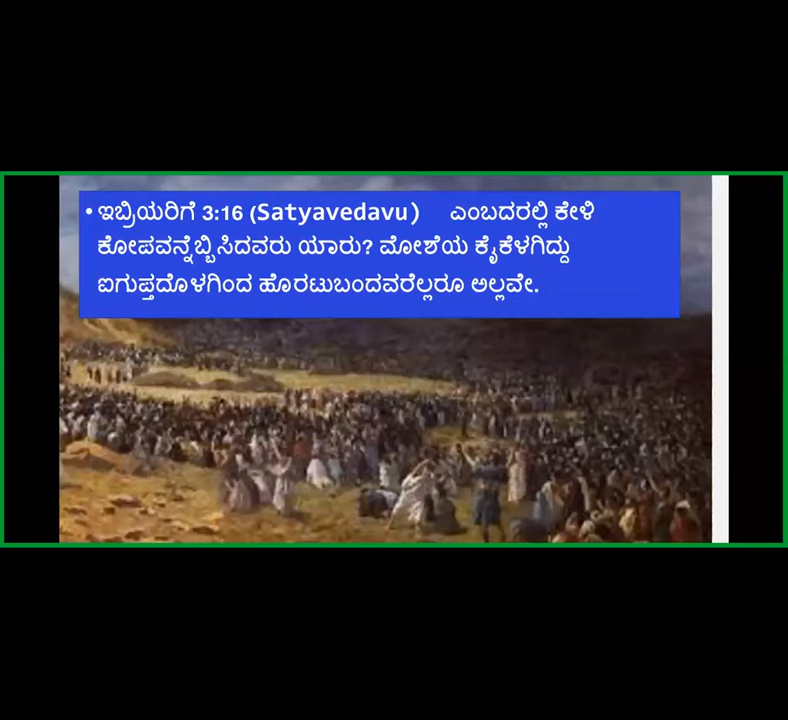 • ಇಬ್ರಿಯರಿಗೆ 3:16 (Satyavedavu) ಎಂಬದರಲ್ಲಿ ಕೇಳಿ
ಕೋಪವನ್ನೆಬ್ಬಿಸಿದವರು ಯಾರು? ಮೋಶೆಯ ಕೈಕೆಳಗಿದ್ದು
ಐಗುಪ್ತದೊಳಗಿಂದ ಹೊರಟುಬಂದವರೆಲ್ಲರೂ ಅಲ್ಲವೇ.